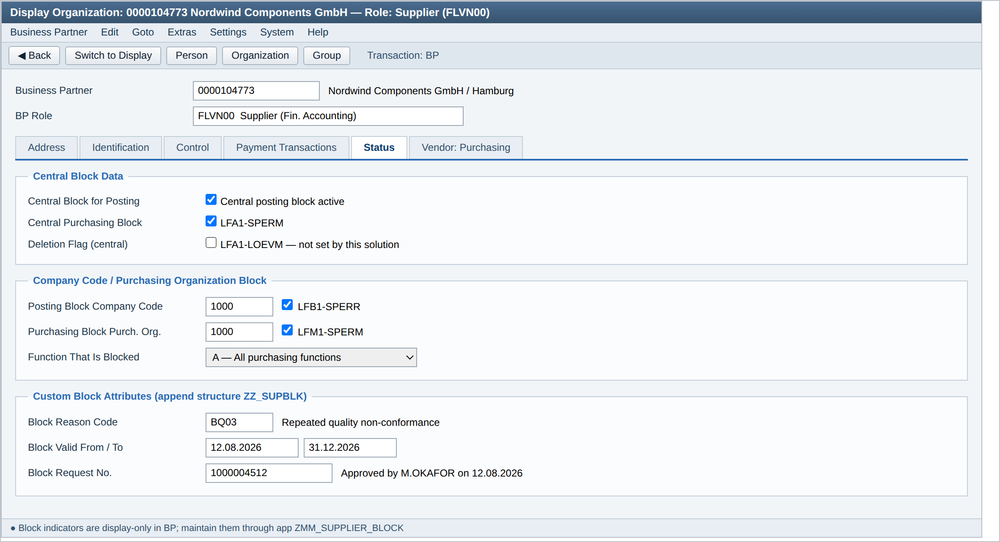 Display Organization: 0000104773 Nordwind Components GmbH — Role: Supplier (FLVN00)
Business Partner Edit Goto Extras Settings System Help
◀ Back Switch to Display Person Organization Group Transaction: BP
Business Partner 0000104773 Nordwind Components GmbH / Hamburg
BP Role FLVN00 Supplier (Fin. Accounting)
Address Identification Control Payment Transactions Status Vendor: Purchasing
Central Block Data
Central Block for Posting Central posting block active
Central Purchasing Block LFA1-SPERM
Deletion Flag (central) LFA1-LOEVM — not set by this solution
Company Code / Purchasing Organization Block
Posting Block Company Code 1000 LFB1-SPERR
Purchasing Block Purch. Org. 1000 LFM1-SPERM
Function That Is Blocked A — All purchasing functions
Custom Block Attributes (append structure ZZ_SUPBLK)
Block Reason Code BQ03 Repeated quality non-conformance
Block Valid From / To 12.08.2026 31.12.2026
Block Request No. 1000004512 Approved by M.OKAFOR on 12.08.2026
● Block indicators are display-only in BP; maintain them through app ZMM_SUPPLIER_BLOCK